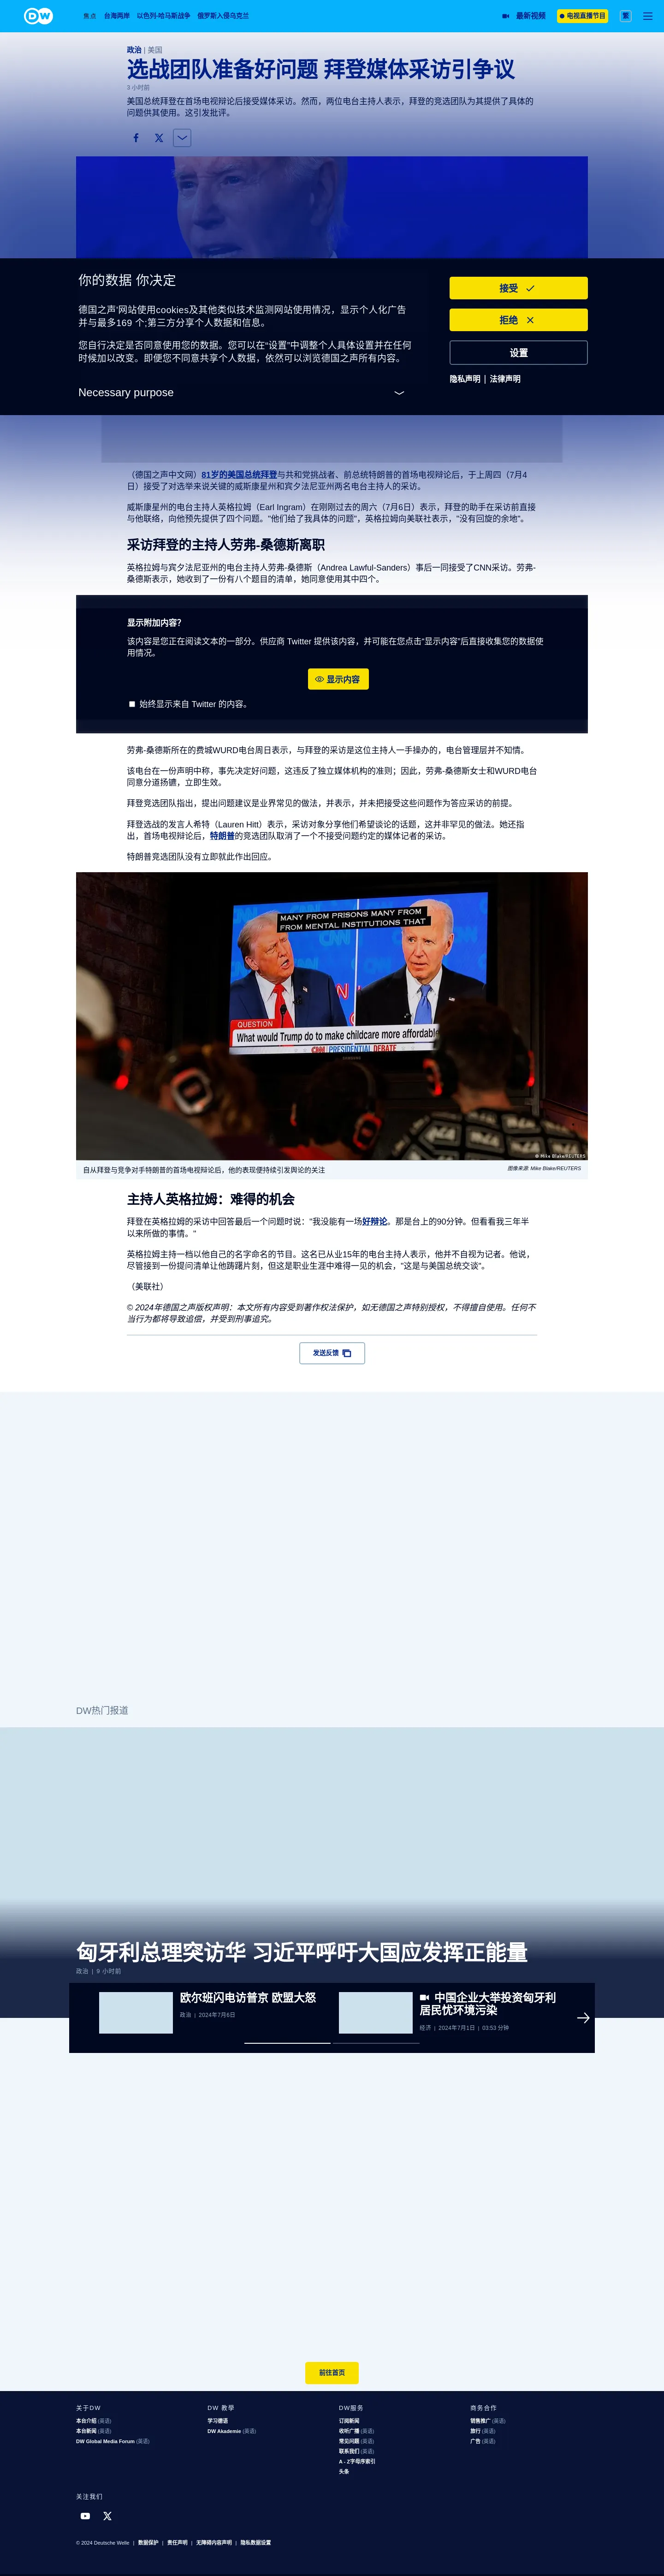 DW
焦点 台海两岸 以色列-哈马斯战争 俄罗斯入侵乌克兰 最新视频 电视直播节目 繁
政治 | 美国
选战团队准备好问题 拜登媒体采访引争议
3 小时前
美国总统拜登在首场电视辩论后接受媒体采访。然而，两位电台主持人表示，拜登的竞选团队为其提供了具体的
问题供其使用。这引发批评。
你的数据 你决定
德国之声'网站使用cookies及其他类似技术监测网站使用情况，显示个人化广告
并与最多169 个;第三方分享个人数据和信息。
您自行决定是否同意使用您的数据。您可以在“设置”中调整个人具体设置并在任何
时候加以改变。即便您不同意共享个人数据，依然可以浏览德国之声所有内容。
Necessary purpose
接受
拒绝
设置
隐私声明 | 法律声明
（德国之声中文网）81岁的美国总统拜登与共和党挑战者、前总统特朗普的首场电视辩论后，于上周四（7月4
日）接受了对选举来说关键的威斯康星州和宾夕法尼亚州两名电台主持人的采访。
威斯康星州的电台主持人英格拉姆（Earl Ingram）在刚刚过去的周六（7月6日）表示，拜登的助手在采访前直接
与他联络，向他预先提供了四个问题。"他们给了我具体的问题"，英格拉姆向美联社表示，"没有回旋的余地"。
采访拜登的主持人劳弗-桑德斯离职
英格拉姆与宾夕法尼亚州的电台主持人劳弗-桑德斯（Andrea Lawful-Sanders）事后一同接受了CNN采访。劳弗-
桑德斯表示，她收到了一份有八个题目的清单，她同意使用其中四个。
显示附加内容？
该内容是您正在阅读文本的一部分。供应商 Twitter 提供该内容，并可能在您点击“显示内容”后直接收集您的数据使
用情况。
显示内容
始终显示来自 Twitter 的内容。
劳弗-桑德斯所在的费城WURD电台周日表示，与拜登的采访是这位主持人一手操办的，电台管理层并不知情。
该电台在一份声明中称，事先决定好问题，这违反了独立媒体机构的准则；因此，劳弗-桑德斯女士和WURD电台
同意分道扬镳，立即生效。
拜登竞选团队指出，提出问题建议是业界常见的做法，并表示，并未把接受这些问题作为答应采访的前提。
拜登选战的发言人希特（Lauren Hitt）表示，采访对象分享他们希望谈论的话题，这并非罕见的做法。她还指
出，首场电视辩论后，特朗普的竞选团队取消了一个不接受问题约定的媒体记者的采访。
特朗普竞选团队没有立即就此作出回应。
MANY FROM PRISONS MANY FROM
FROM MENTAL INSTITUTIONS THAT
QUESTION
What would Trump do to make childcare more affordable
CNN PRESIDENTIAL DEBATE
SAMSUNG
© Mike Blake/REUTERS
自从拜登与竞争对手特朗普的首场电视辩论后，他的表现便持续引发舆论的关注
图像来源: Mike Blake/REUTERS
主持人英格拉姆：难得的机会
拜登在英格拉姆的采访中回答最后一个问题时说："我没能有一场好辩论。那是台上的90分钟。但看看我三年半
以来所做的事情。"
英格拉姆主持一档以他自己的名字命名的节目。这名已从业15年的电台主持人表示，他并不自视为记者。他说，
尽管接到一份提问清单让他踌躇片刻，但这是职业生涯中难得一见的机会，"这是与美国总统交谈"。
（美联社）
© 2024年德国之声版权声明：本文所有内容受到著作权法保护，如无德国之声特别授权，不得擅自使用。任何不
当行为都将导致追偿，并受到刑事追究。
发送反馈
DW热门报道
匈牙利总理突访华 习近平呼吁大国应发挥正能量
政治 | 9 小时前
欧尔班闪电访普京 欧盟大怒
政治 | 2024年7月6日
中国企业大举投资匈牙利
居民忧环境污染
经济 | 2024年7月1日 | 03:53 分钟
前往首页
关于DW
本台介绍 (英语)
本台新闻 (英语)
DW Global Media Forum (英语)
DW 教學
学习德语
DW Akademie (英语)
DW服务
订阅新闻
收听广播 (英语)
常见问题 (英语)
联系我们 (英语)
A - Z字母序索引
头条
商务合作
销售推广 (英语)
旅行 (英语)
广告 (英语)
关注我们
© 2024 Deutsche Welle | 数据保护 | 责任声明 | 无障碍内容声明 | 隐私数据设置